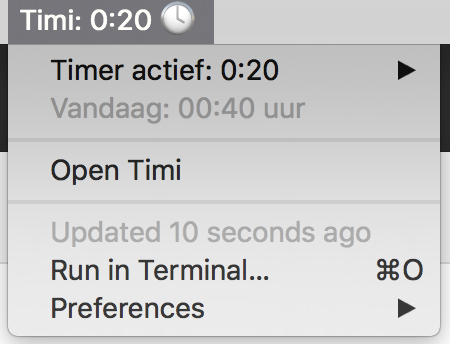 Timi: 0:20 🕓
Timer actief: 0:20 ▶
Vandaag: 00:40 uur
Open Timi
Updated 10 seconds ago
Run in Terminal... ⌘O
Preferences ▶